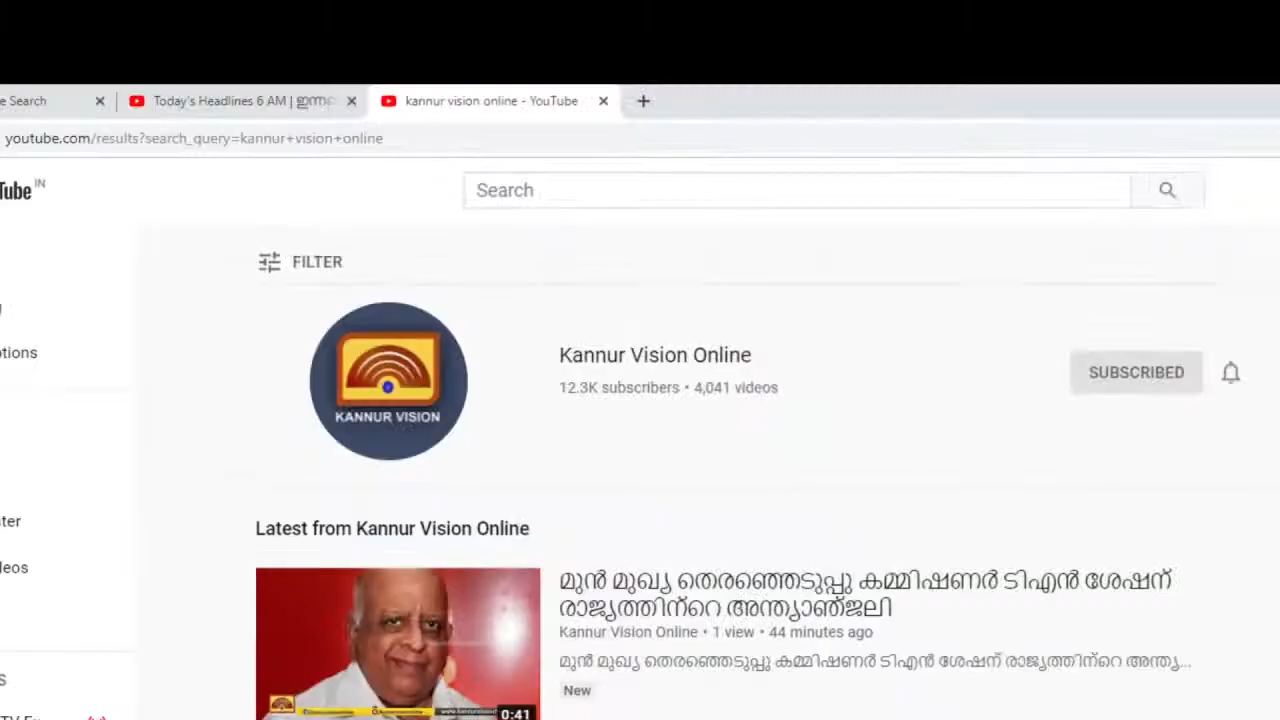 e Search
Today's Headlines 6 AM | ഇന്ന
kannur vision online - YouTube
youtube.com/results?search_query=kannur+vision+online
Tube IN
Search
FILTER
KANNUR VISION
Kannur Vision Online
12.3K subscribers • 4,041 videos
SUBSCRIBED
otions
ter
leos
Latest from Kannur Vision Online
മുൻ മുഖ്യ തെരഞ്ഞെടുപ്പു കമ്മിഷണർ ടിഎൻ ശേഷന്
രാജ്യത്തിന്റെ അന്ത്യാഞ്ജലി
Kannur Vision Online • 1 view • 44 minutes ago
മുൻ മുഖ്യ തെരഞ്ഞെടുപ്പു കമ്മിഷണർ ടിഎൻ ശേഷന് രാജ്യത്തിന്റെ അന്ത്യ...
New
0:41
S